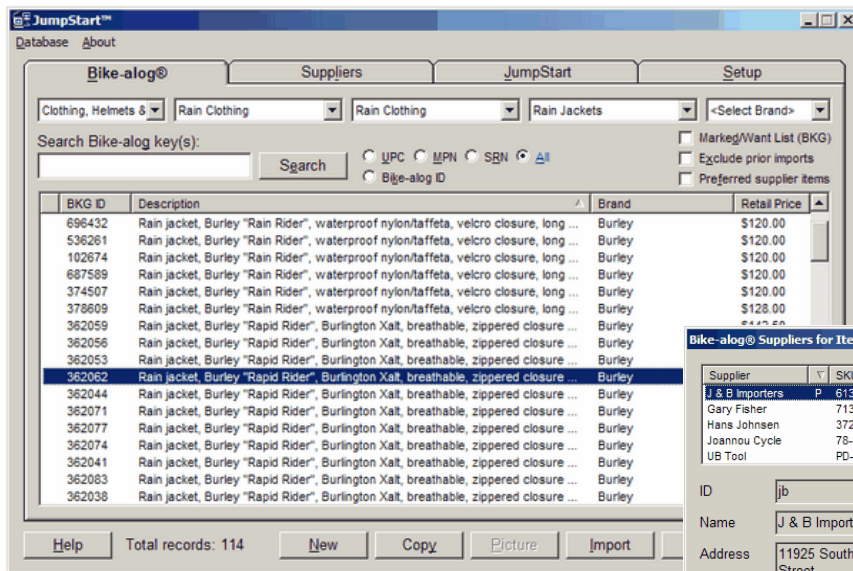 JumpStart™
Database About
Bike-alog® Suppliers JumpStart Setup
Clothing, Helmets & Rain Clothing Rain Clothing Rain Jackets <Select Brand>
Search Bike-alog key(s):
Search
UPC MPN SRN All
Bike-alog ID
Marked/Want List (BKG)
Exclude prior imports
Preferred supplier items
BKG ID Description Brand Retail Price
696432 Rain jacket, Burley "Rain Rider", waterproof nylon/taffeta, velcro closure, long ... Burley $120.00
536261 Rain jacket, Burley "Rain Rider", waterproof nylon/taffeta, velcro closure, long ... Burley $120.00
102674 Rain jacket, Burley "Rain Rider", waterproof nylon/taffeta, velcro closure, long ... Burley $120.00
687589 Rain jacket, Burley "Rain Rider", waterproof nylon/taffeta, velcro closure, long ... Burley $120.00
374507 Rain jacket, Burley "Rain Rider", waterproof nylon/taffeta, velcro closure, long ... Burley $120.00
378609 Rain jacket, Burley "Rain Rider", waterproof nylon/taffeta, velcro closure, long ... Burley $128.00
362059 Rain jacket, Burley "Rapid Rider", Burlington Xalt, breathable, zippered closure ... Burley
362056 Rain jacket, Burley "Rapid Rider", Burlington Xalt, breathable, zippered closure ... Burley
362053 Rain jacket, Burley "Rapid Rider", Burlington Xalt, breathable, zippered closure ... Burley
362062 Rain jacket, Burley "Rapid Rider", Burlington Xalt, breathable, zippered closure ... Burley
362044 Rain jacket, Burley "Rapid Rider", Burlington Xalt, breathable, zippered closure ... Burley
362071 Rain jacket, Burley "Rapid Rider", Burlington Xalt, breathable, zippered closure ... Burley
362077 Rain jacket, Burley "Rapid Rider", Burlington Xalt, breathable, zippered closure ... Burley
362074 Rain jacket, Burley "Rapid Rider", Burlington Xalt, breathable, zippered closure ... Burley
362041 Rain jacket, Burley "Rapid Rider", Burlington Xalt, breathable, zippered closure ... Burley
362083 Rain jacket, Burley "Rapid Rider", Burlington Xalt, breathable, zippered closure ... Burley
362038 Rain jacket, Burley "Rapid Rider", Burlington Xalt, breathable, zippered closure ... Burley
Help Total records: 114 New Copy Picture Import
Bike-alog® Suppliers for Ite
Supplier SK
J & B Importers P 613
Gary Fisher 713
Hans Johnsen 372
Joannou Cycle 78-
UB Tool PD-
ID jb
Name J & B Import
Address 11925 South
Street